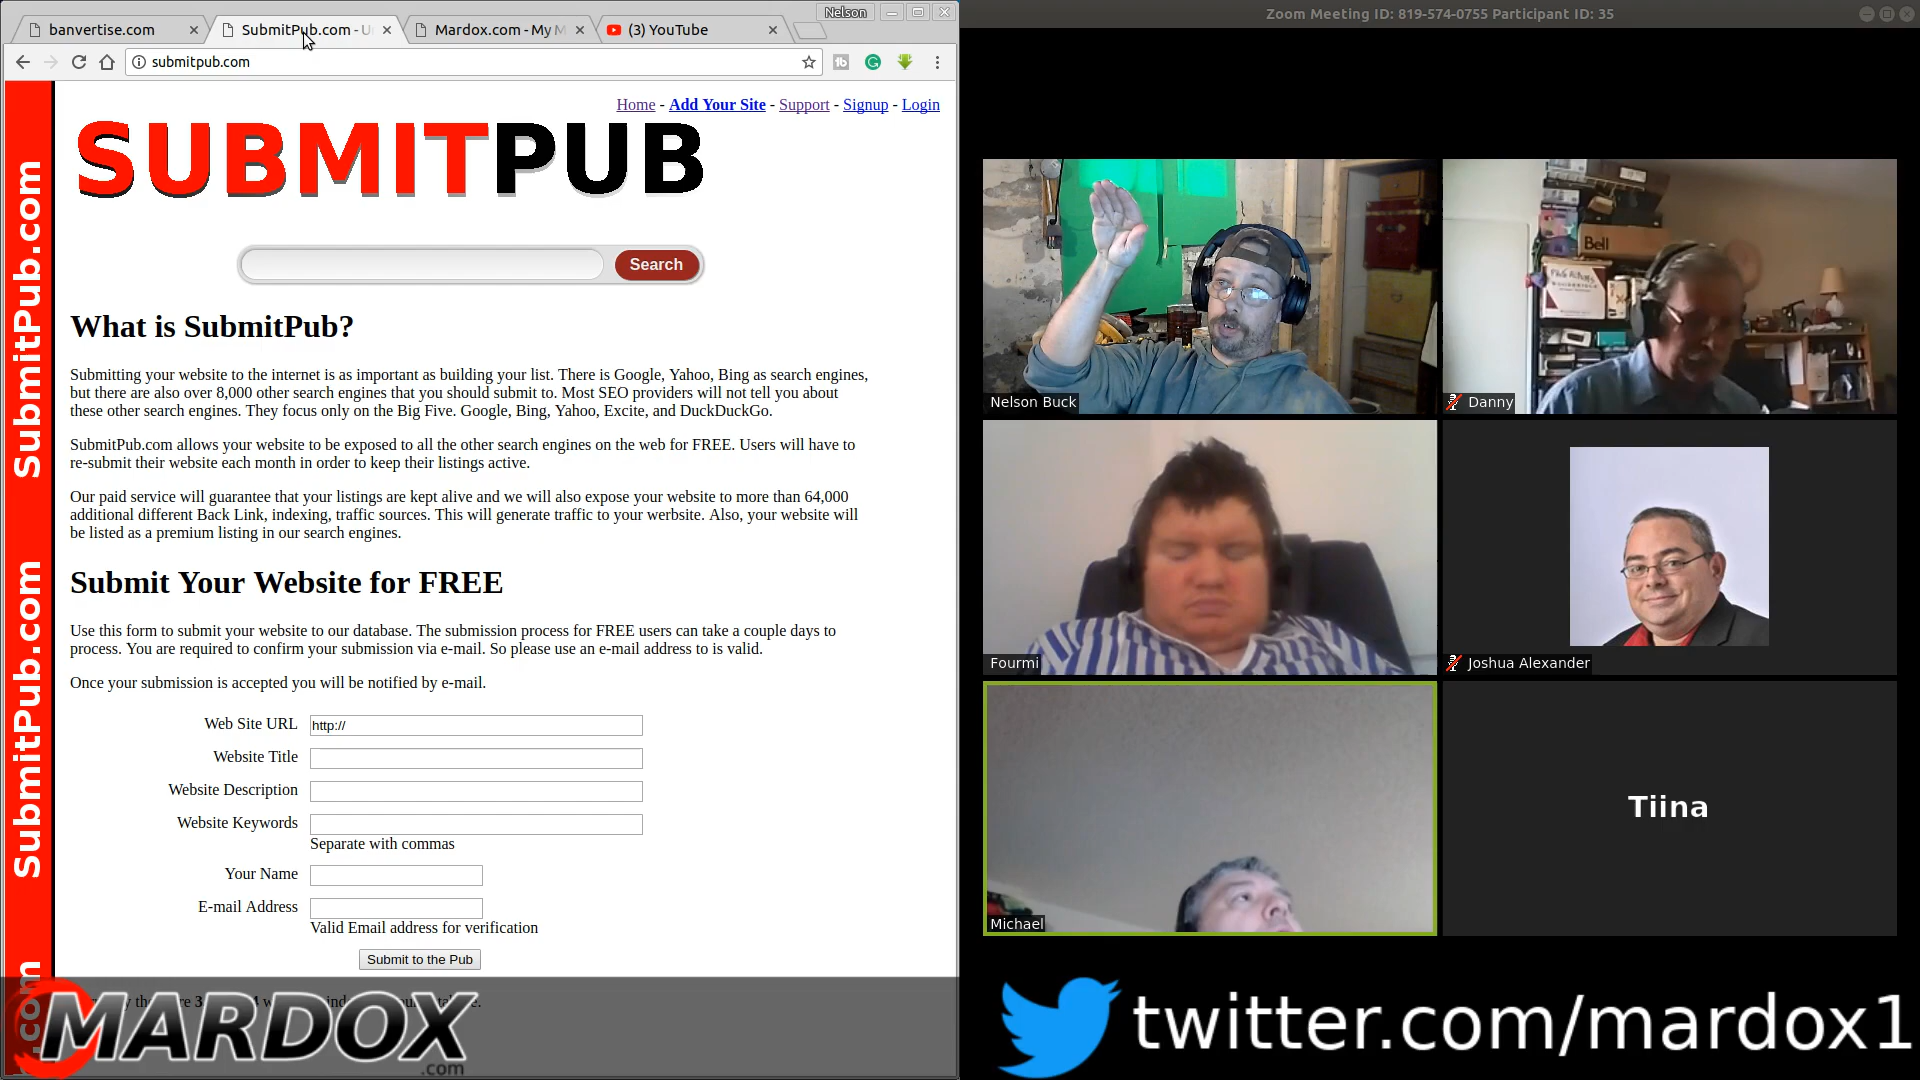 Nelson
banvertise.com
SubmitPub.com - U
Mardox.com - My M
(3) YouTube
submitpub.com
Home - Add Your Site - Support - Signup - Login
SUBMITPUB
Search
What is SubmitPub?
Submitting your website to the internet is as important as building your list. There is Google, Yahoo, Bing as search engines,
but there are also over 8,000 other search engines that you should submit to. Most SEO providers will not tell you about
these other search engines. They focus only on the Big Five. Google, Bing, Yahoo, Excite, and DuckDuckGo.
SubmitPub.com allows your website to be exposed to all the other search engines on the web for FREE. Users will have to
re-submit their website each month in order to keep their listings active.
Our paid service will guarantee that your listings are kept alive and we will also expose your website to more than 64,000
additional different Back Link, indexing, traffic sources. This will generate traffic to your werbsite. Also, your website will
be listed as a premium listing in our search engines.
Submit Your Website for FREE
Use this form to submit your website to our database. The submission process for FREE users can take a couple days to
process. You are required to confirm your submission via e-mail. So please use an e-mail address to is valid.
Once your submission is accepted you will be notified by e-mail.
Web Site URL http://
Website Title
Website Description
Website Keywords
Separate with commas
Your Name
E-mail Address
Valid Email address for verification
Submit to the Pub
SubmitPub.com
SubmitPub.com
.com
MARDOX
.com
Zoom Meeting ID: 819-574-0755 Participant ID: 35
Bell
Nelson Buck
Danny
Fourmi
Joshua Alexander
Michael
Tiina
twitter.com/mardox1